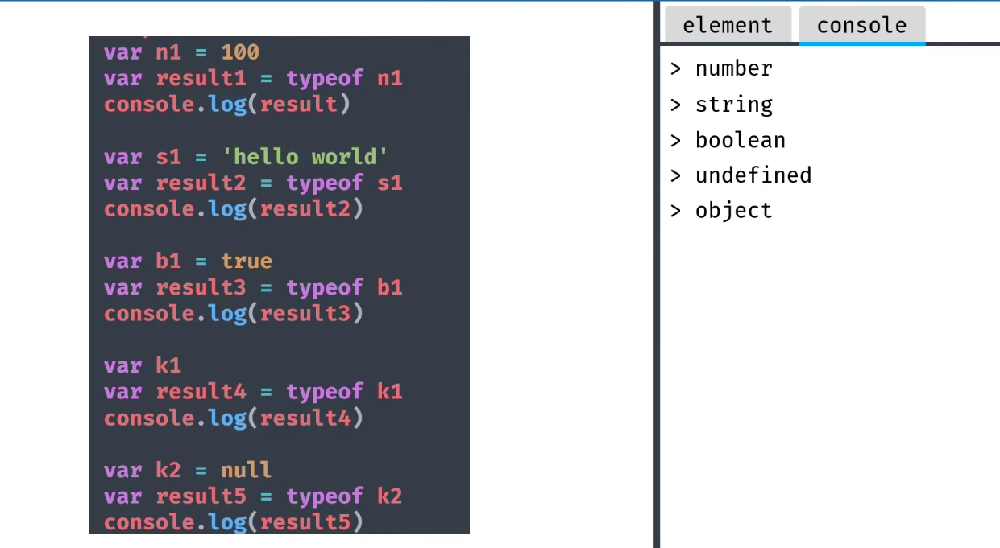 var n1 = 100
var result1 = typeof n1
console.log(result)
var s1 = 'hello world'
var result2 = typeof s1
console.log(result2)
var b1 = true
var result3 = typeof b1
console.log(result3)
var k1
var result4 = typeof k1
console.log(result4)
var k2 = null
var result5 = typeof k2
console.log(result5)
element console
> number
> string
> boolean
> undefined
> object